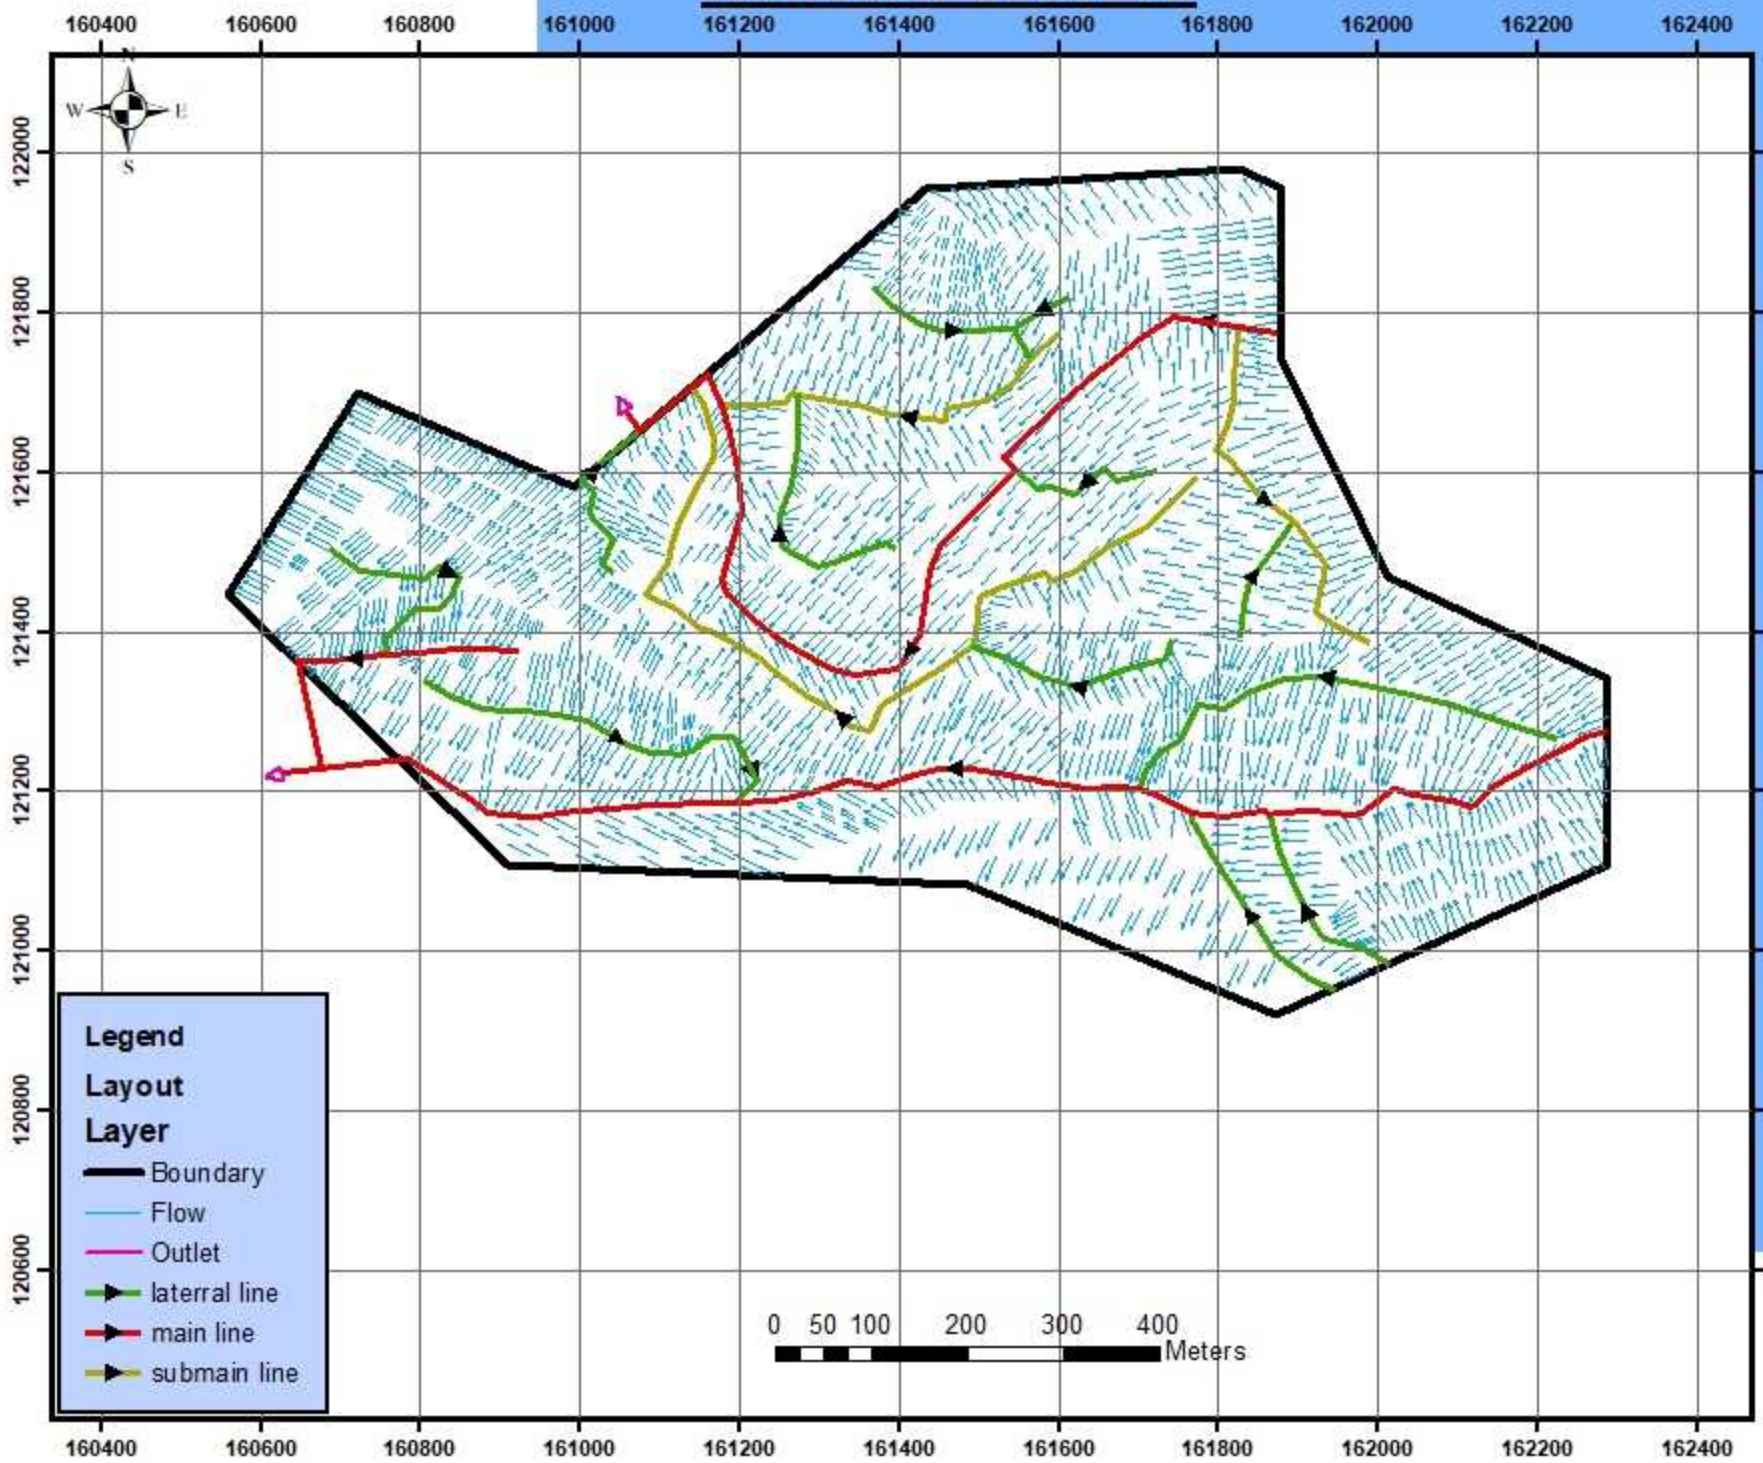 160400 160600 160800 161000 161200 161400 161600 161800 162000 162200 162400
N
W E
S
122000
121800
121600
121400
121200
121000
120800
120600
Legend
Layout
Layer
Boundary
Flow
Outlet
laterral line
main line
submain line
0 50 100 200 300 400
Meters
160400 160600 160800 161000 161200 161400 161600 161800 162000 162200 162400